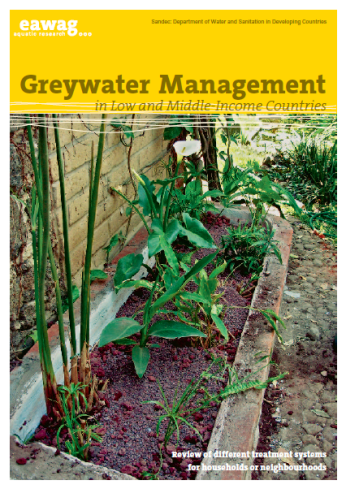 eawag
aquatic research
Sandec: Department of Water and Sanitation in Developing Countries
Greywater Management
in Low and Middle-Income Countries
Review of different treatment systems
for households or neighbourhoods